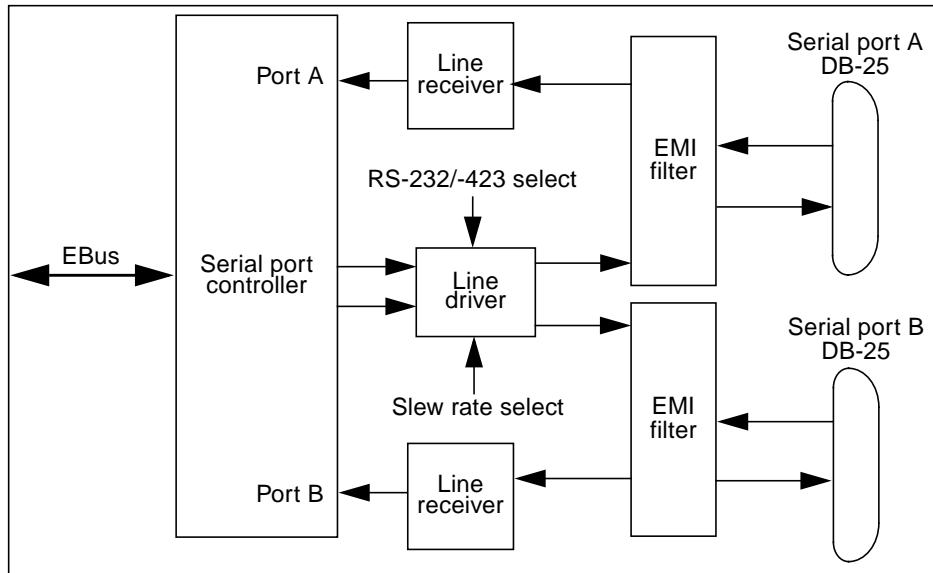 Serial port A
DB-25
Line
receiver
Port A
EMI
filter
RS-232/-423 select
EBus
Serial port
controller
Line
driver
Serial port B
DB-25
Slew rate select
EMI
filter
Port B
Line
receiver